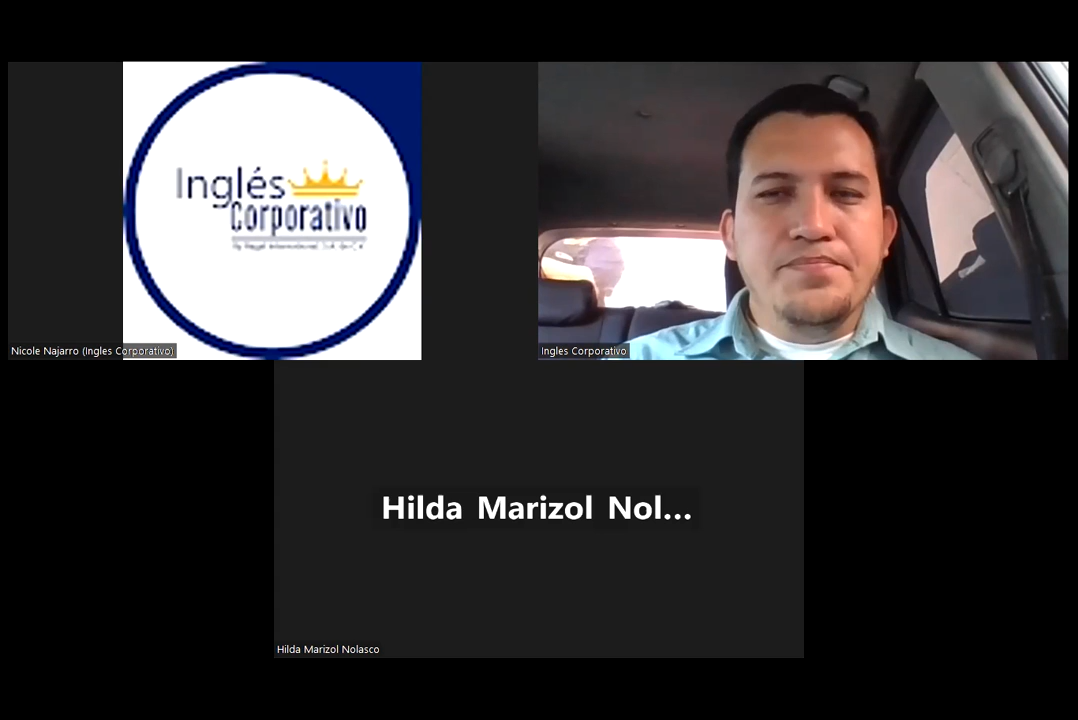 Inglés
Corporativo
Nicole Najarro (Ingles Corporativo)
Ingles Corporativo
Hilda Marizol Nol...
Hilda Marizol Nolasco